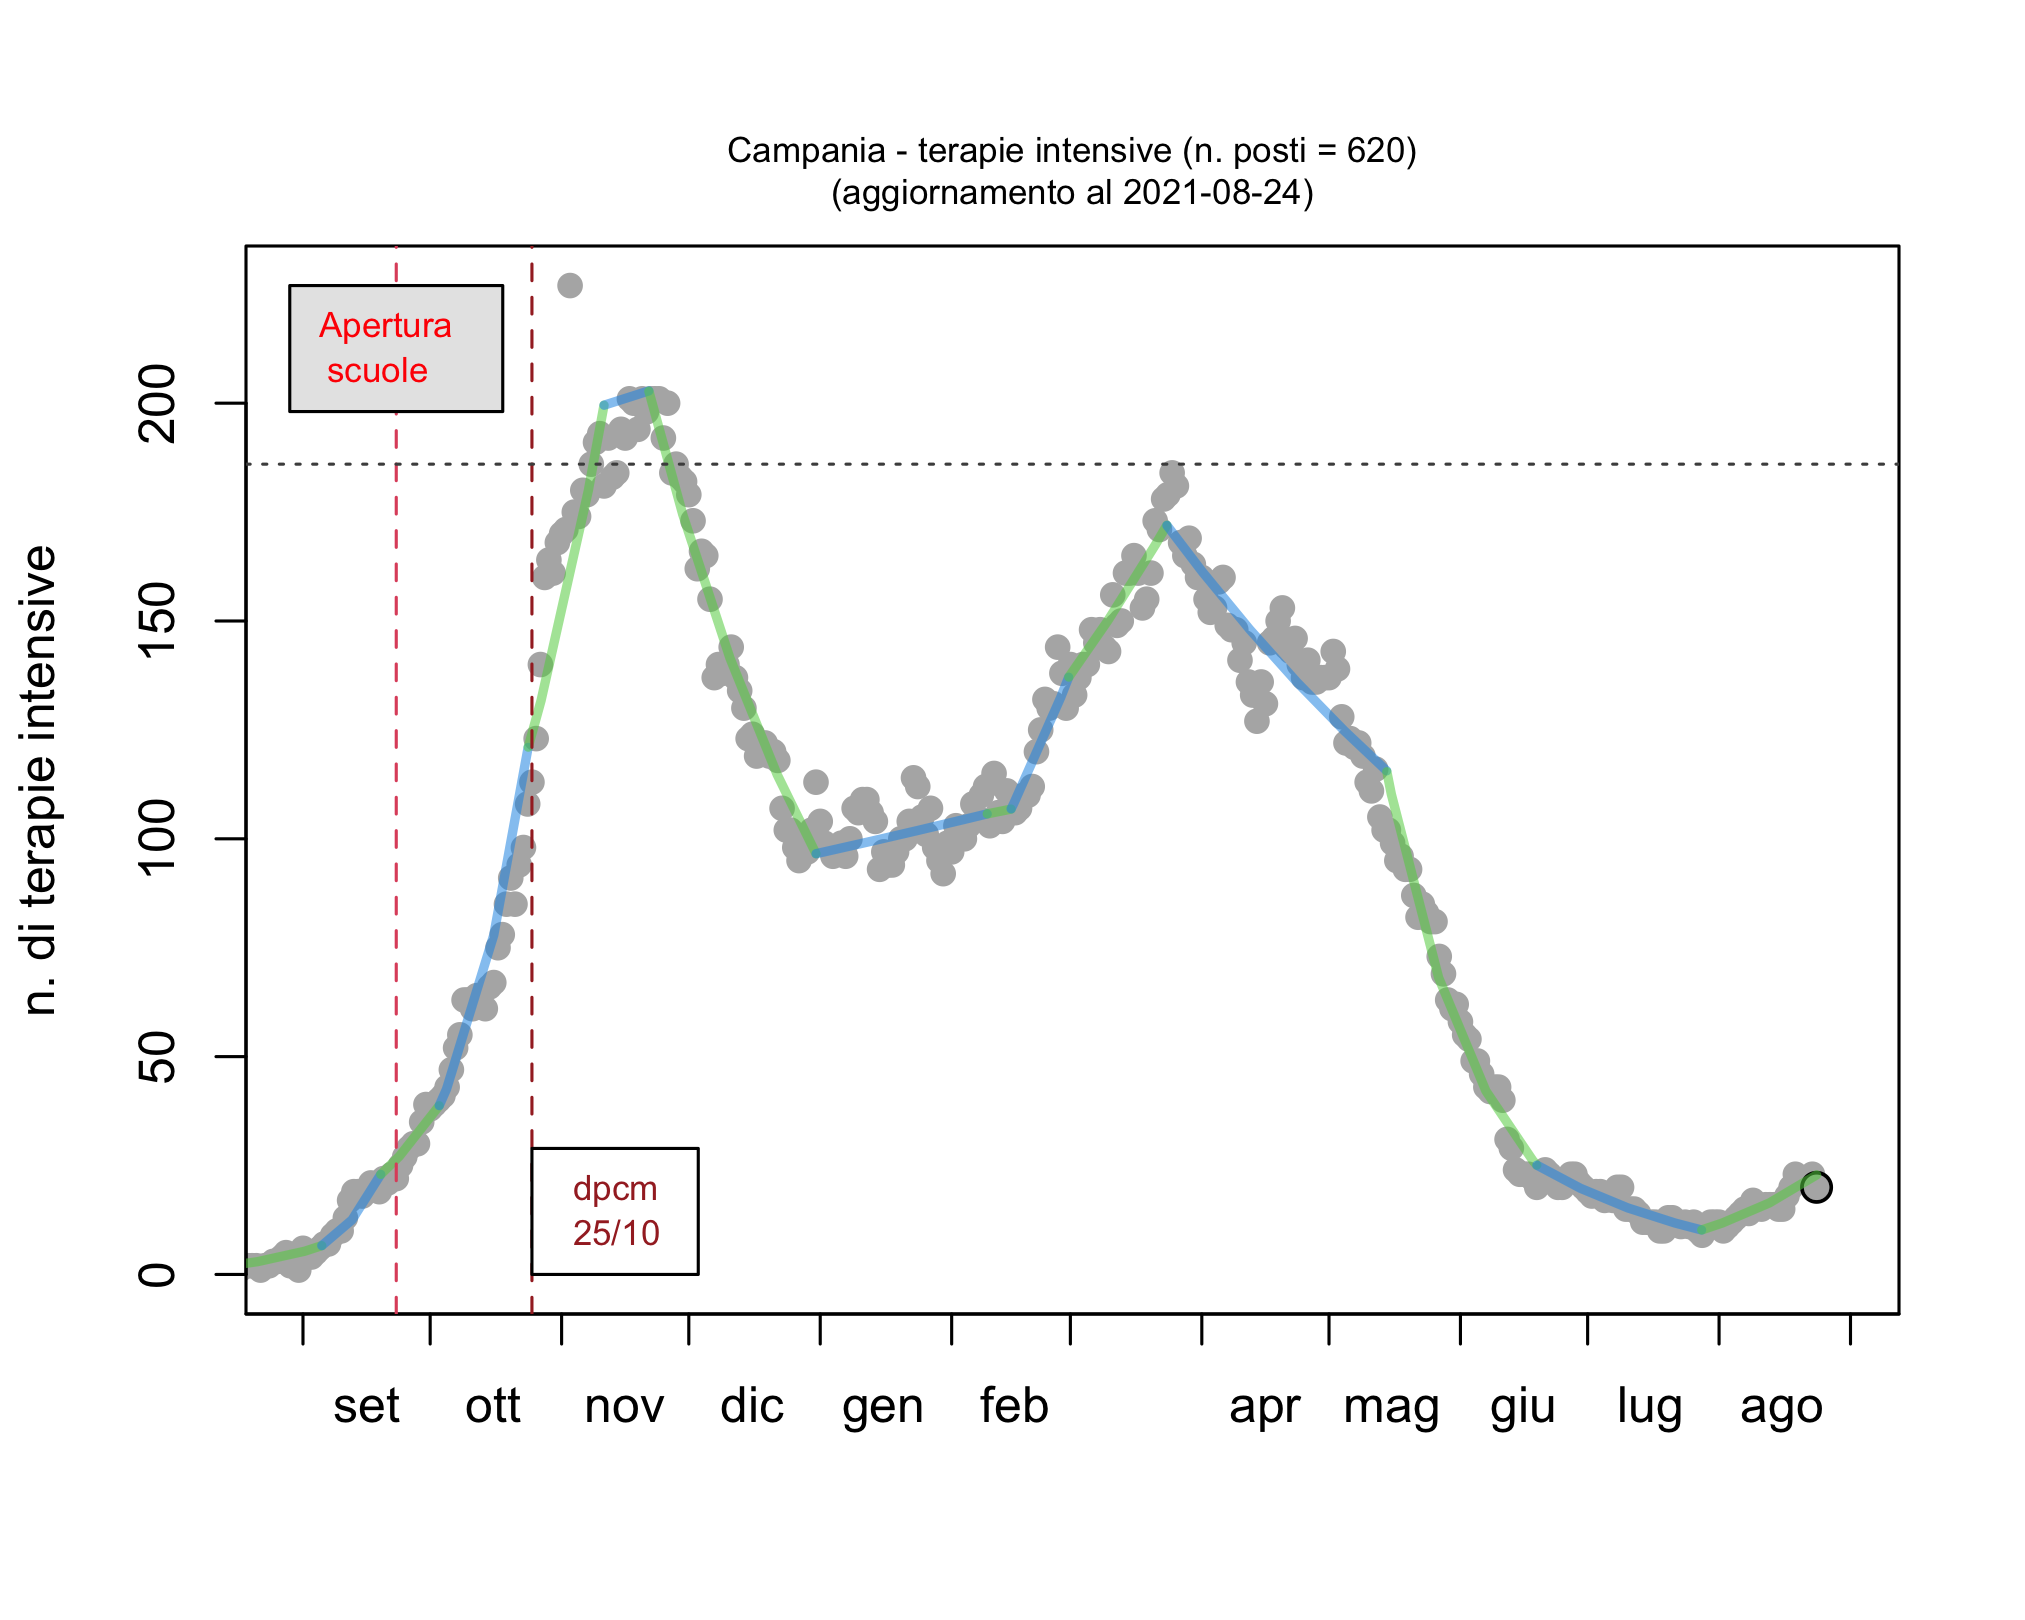 Campania - terapie intensive (n. posti = 620)
(aggiornamento al 2021-08-24)
Apertura
scuole
n. di terapie intensive
200
150
100
50
0
dpcm
25/10
set ott nov dic gen feb apr mag giu lug ago